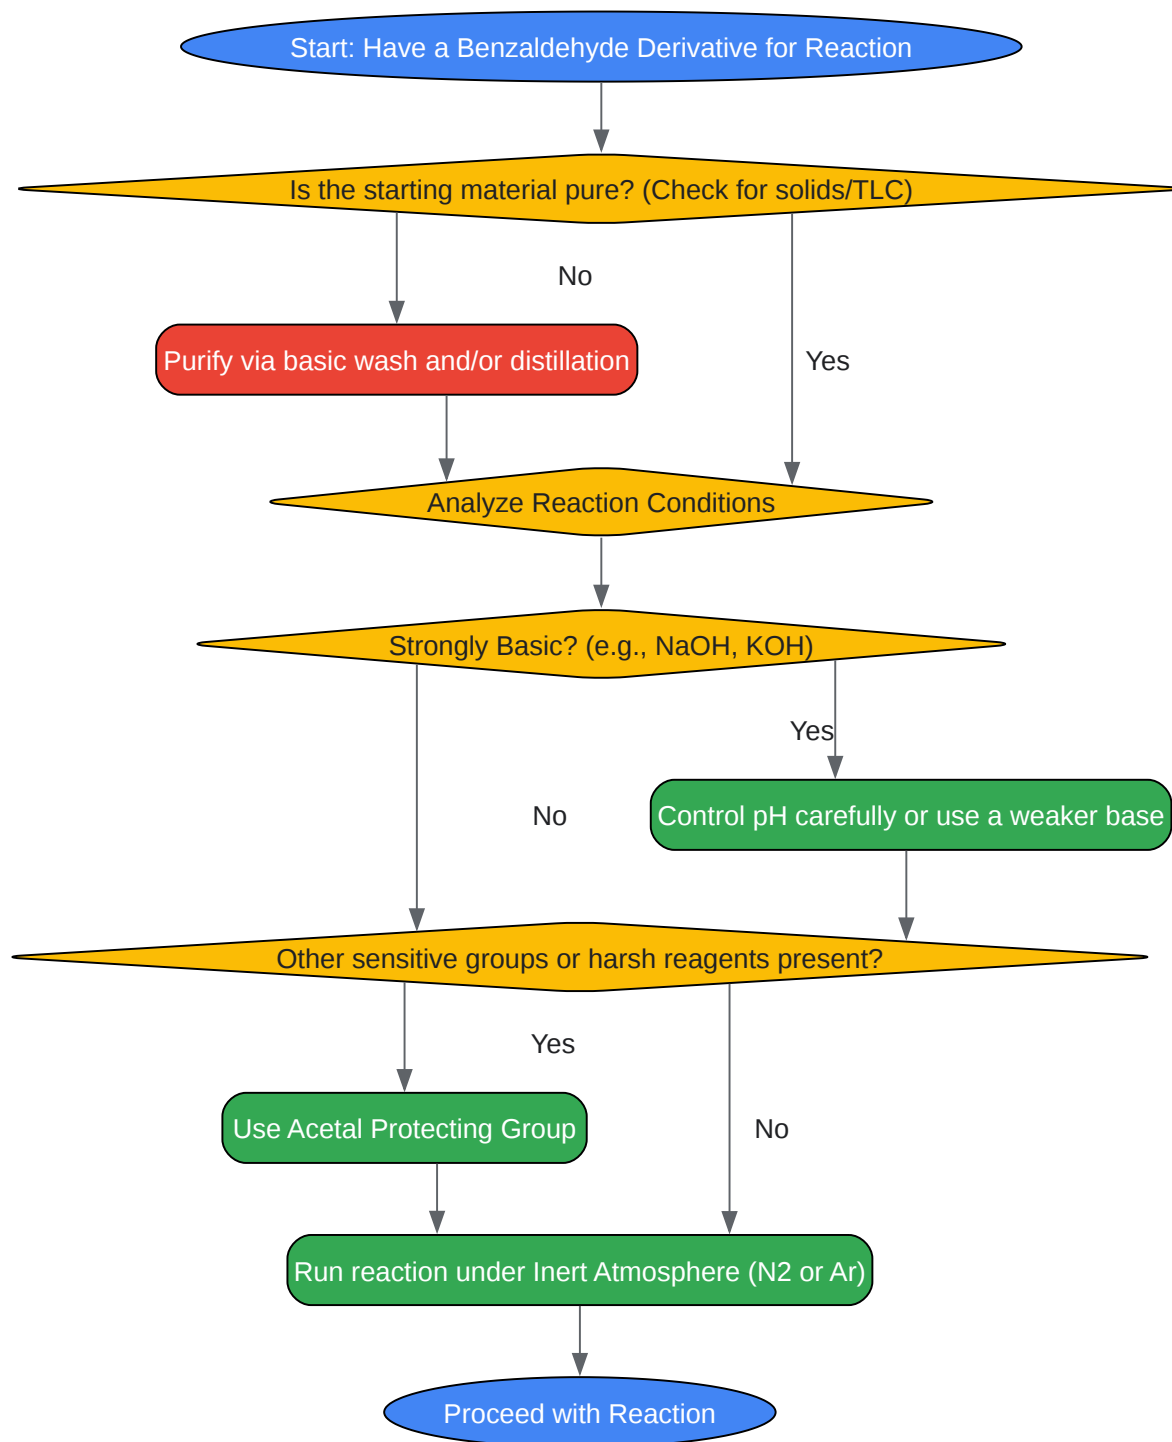 Start: Have a Benzaldehyde Derivative for Reaction
Is the starting material pure? (Check for solids/TLC)
No
Purify via basic wash and/or distillation
Yes
Analyze Reaction Conditions
Strongly Basic? (e.g., NaOH, KOH)
Yes
No
Control pH carefully or use a weaker base
Other sensitive groups or harsh reagents present?
Yes
Use Acetal Protecting Group
No
Run reaction under Inert Atmosphere (N2 or Ar)
Proceed with Reaction